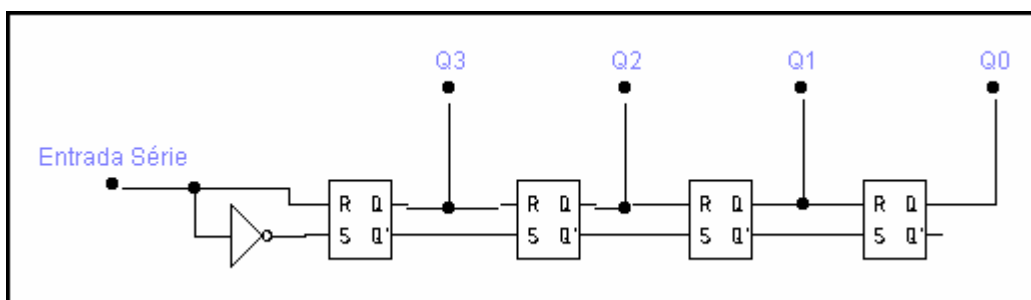 Q3 Q2 Q1 Q0
Entrada Série
R Q R Q R Q R Q
S Q' S Q' S Q' S Q'